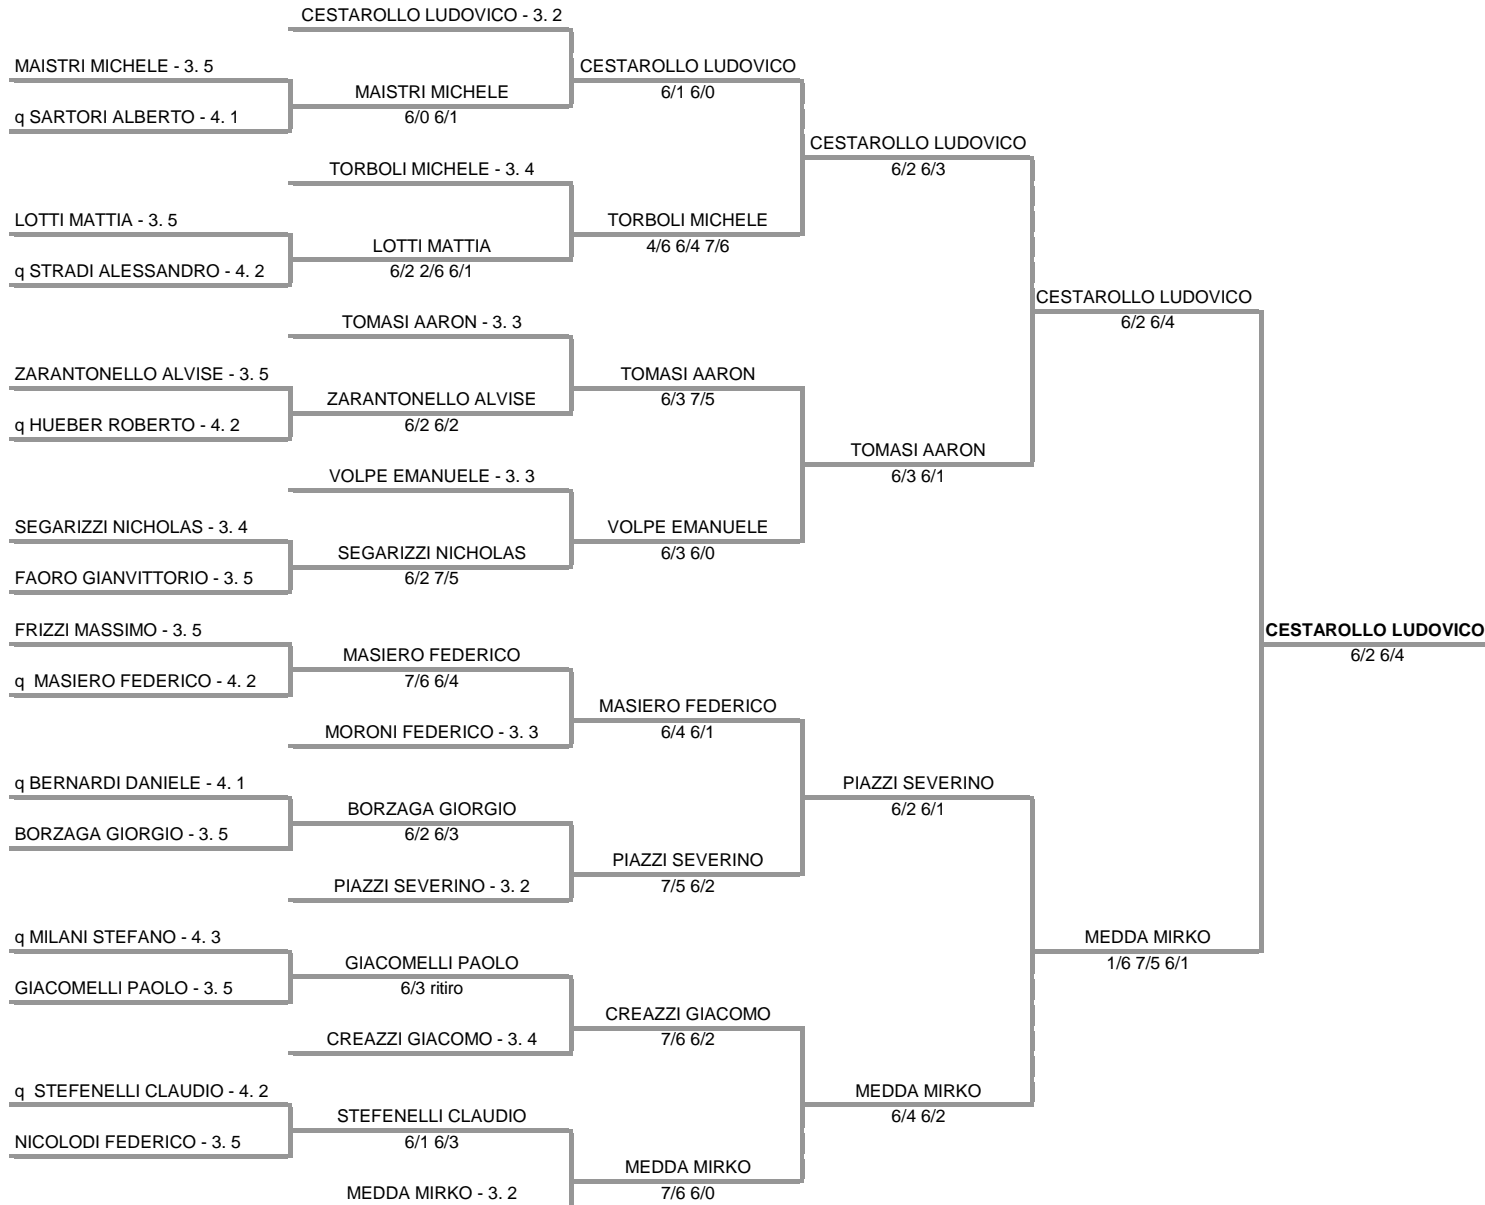 CESTAROLLO LUDOVICO - 3. 2
MAISTRI MICHELE - 3. 5
CESTAROLLO LUDOVICO
6/1 6/0
MAISTRI MICHELE
6/0 6/1
q SARTORI ALBERTO - 4. 1
CESTAROLLO LUDOVICO
6/2 6/3
TORBOLI MICHELE - 3. 4
LOTTI MATTIA - 3. 5
TORBOLI MICHELE
4/6 6/4 7/6
LOTTI MATTIA
6/2 2/6 6/1
q STRADI ALESSANDRO - 4. 2
CESTAROLLO LUDOVICO
6/2 6/4
TOMASI AARON - 3. 3
ZARANTONELLO ALVISE - 3. 5
TOMASI AARON
6/3 7/5
ZARANTONELLO ALVISE
6/2 6/2
q HUEBER ROBERTO - 4. 2
TOMASI AARON
6/3 6/1
VOLPE EMANUELE - 3. 3
SEGARIZZI NICHOLAS - 3. 4
VOLPE EMANUELE
6/3 6/0
SEGARIZZI NICHOLAS
6/2 7/5
FAORO GIANVITTORIO - 3. 5
FRIZZI MASSIMO - 3. 5
CESTAROLLO LUDOVICO
6/2 6/4
MASIERO FEDERICO
7/6 6/4
q MASIERO FEDERICO - 4. 2
MASIERO FEDERICO
6/4 6/1
MORONI FEDERICO - 3. 3
q BERNARDI DANIELE - 4. 1
PIAZZI SEVERINO
6/2 6/1
BORZAGA GIORGIO
6/2 6/3
BORZAGA GIORGIO - 3. 5
PIAZZI SEVERINO
7/5 6/2
PIAZZI SEVERINO - 3. 2
q MILANI STEFANO - 4. 3
MEDDA MIRKO
1/6 7/5 6/1
GIACOMELLI PAOLO
6/3 ritiro
GIACOMELLI PAOLO - 3. 5
CREAZZI GIACOMO
7/6 6/2
CREAZZI GIACOMO - 3. 4
q STEFENELLI CLAUDIO - 4. 2
MEDDA MIRKO
6/4 6/2
STEFENELLI CLAUDIO
6/1 6/3
NICOLODI FEDERICO - 3. 5
MEDDA MIRKO
7/6 6/0
MEDDA MIRKO - 3. 2